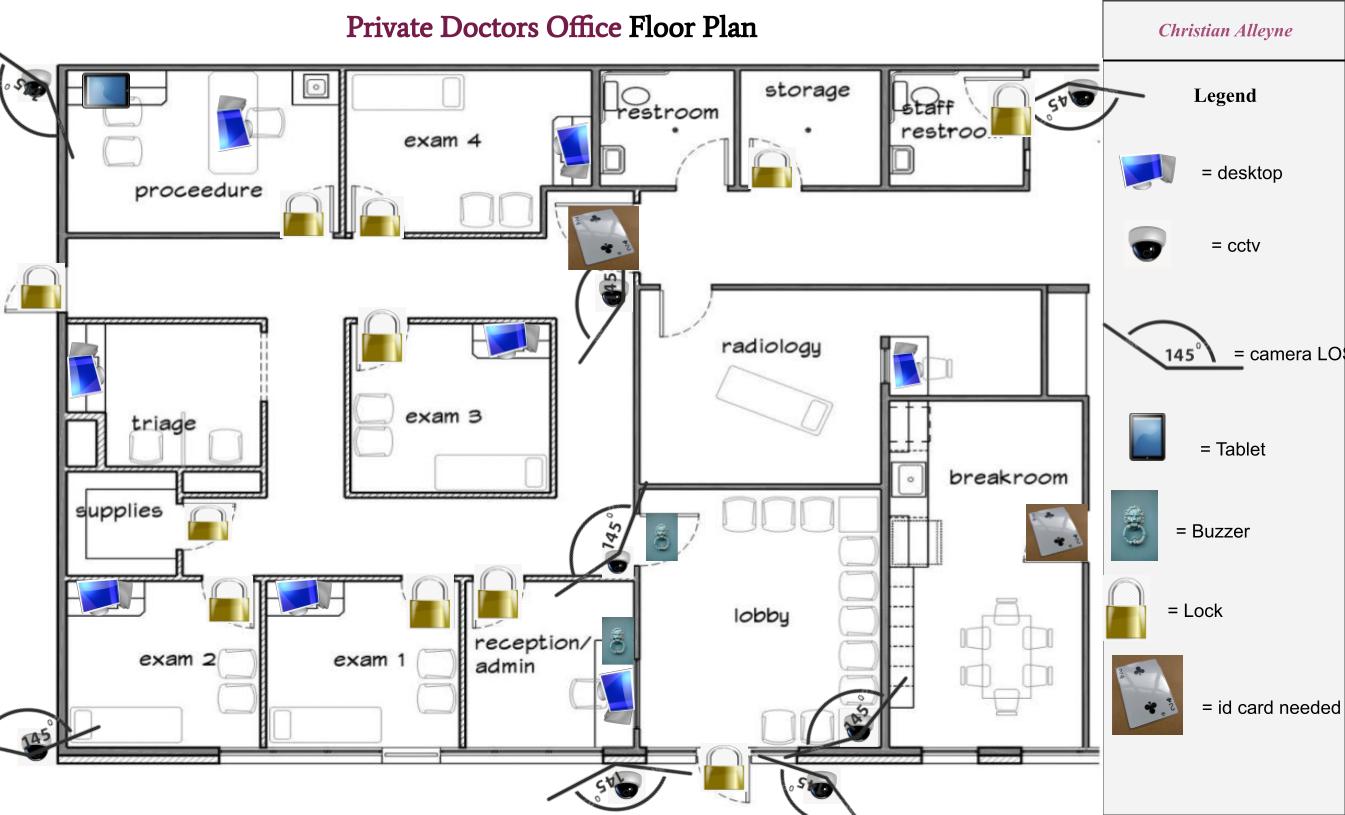 Private Doctors Office Floor Plan
Christian Alleyne
Legend
= desktop
= cctv
145°
= camera LOS
= Tablet
= Buzzer
= Lock
= id card needed
145°
145°
proceedure
exam 4
restroom
storage
staff
restroo
145
radiology
triage
exam 3
supplies
145°
breakroom
exam 2
exam 1
reception/
admin
lobby
145°
145°
145°
145